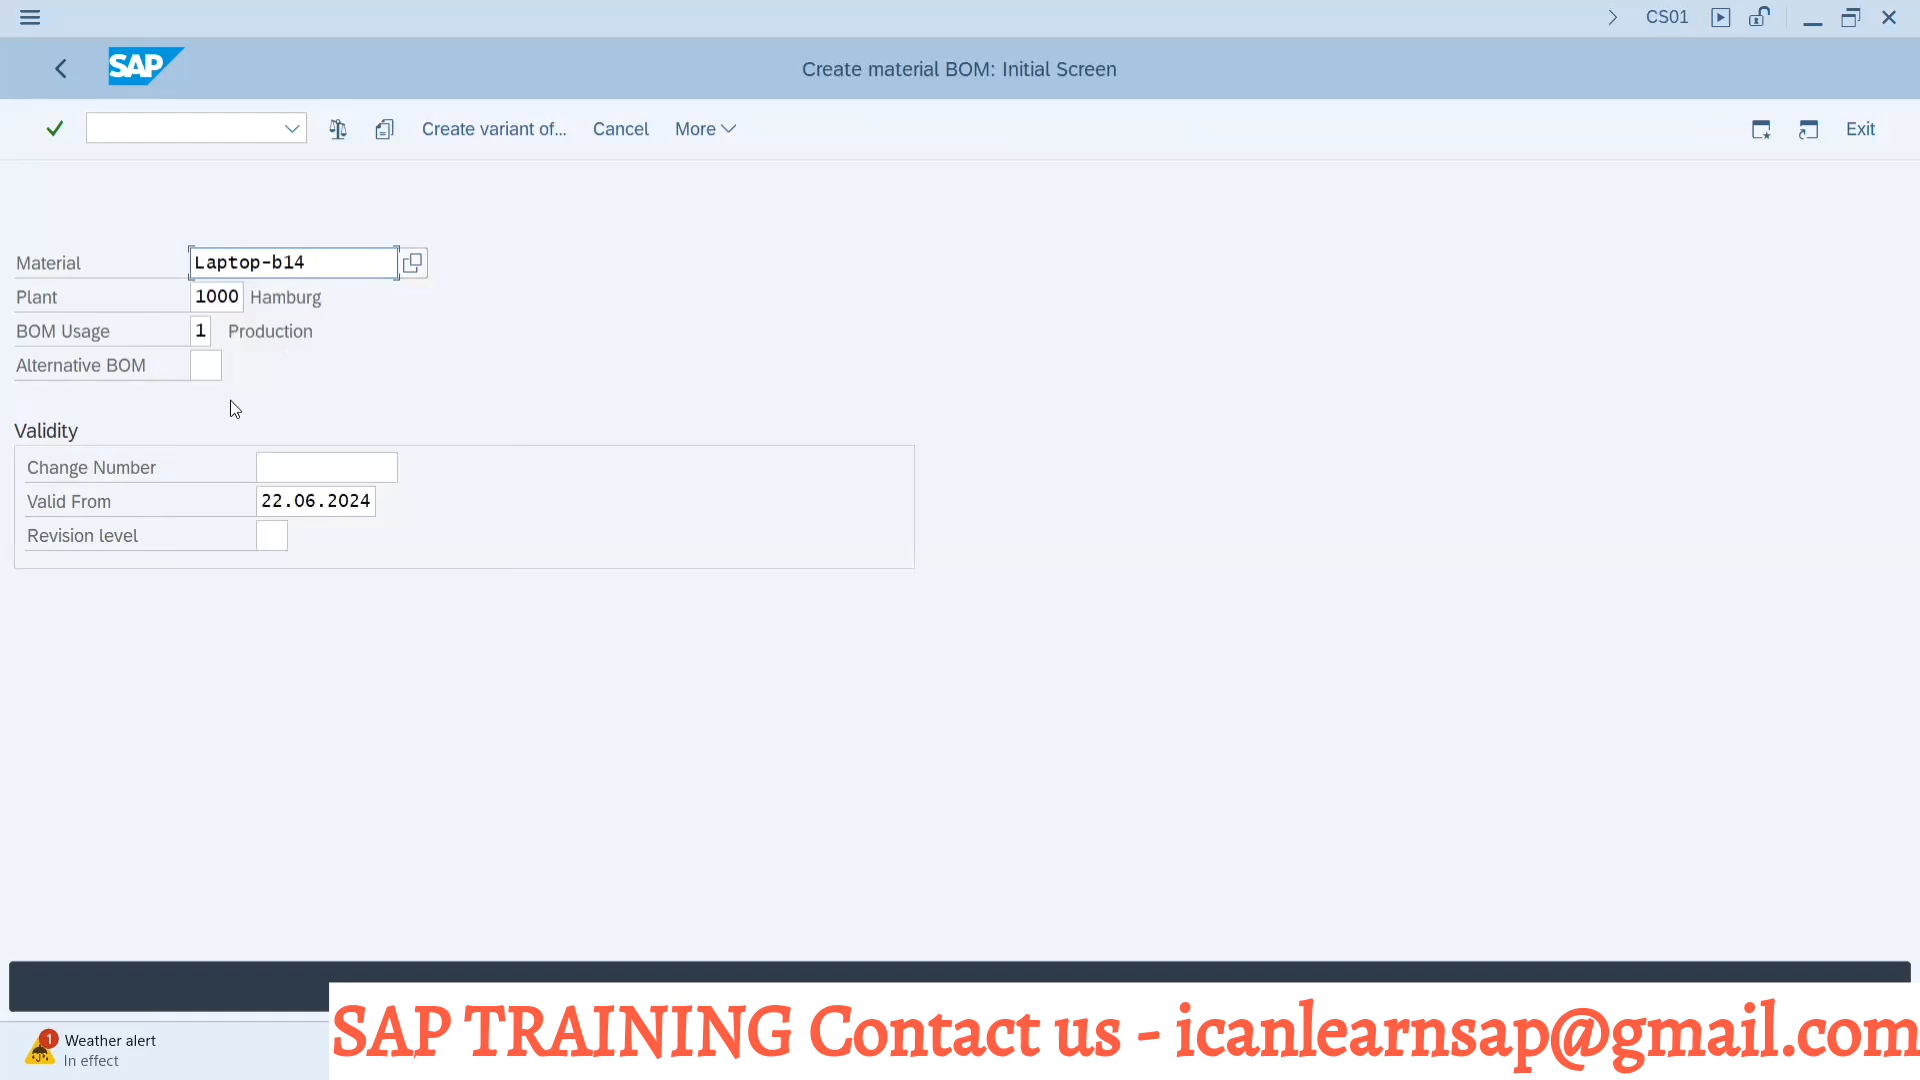 CS01
SAP
Create material BOM: Initial Screen
Create variant of... Cancel More Exit
Material Laptop-b14
Plant 1000 Hamburg
BOM Usage 1 Production
Alternative BOM
Validity
Change Number
Valid From 22.06.2024
Revision level
1 Weather alert
In effect
SAP TRAINING Contact us - icanlearnsap@gmail.com